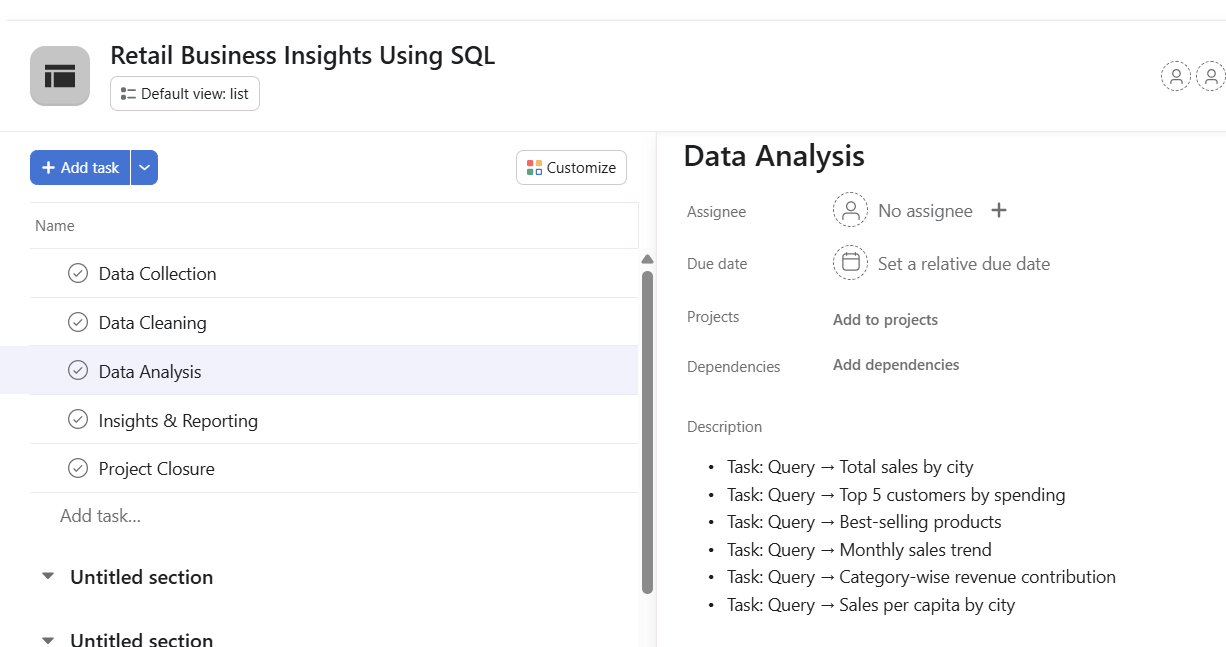 Retail Business Insights Using SQL
Default view: list
+ Add task
Customize
Name
Data Collection
Data Cleaning
Data Analysis
Insights & Reporting
Project Closure
Add task...
Untitled section
Untitled section
Data Analysis
Assignee No assignee +
Due date Set a relative due date
Projects Add to projects
Dependencies Add dependencies
Description
• Task: Query → Total sales by city
• Task: Query → Top 5 customers by spending
• Task: Query → Best-selling products
• Task: Query → Monthly sales trend
• Task: Query → Category-wise revenue contribution
• Task: Query → Sales per capita by city